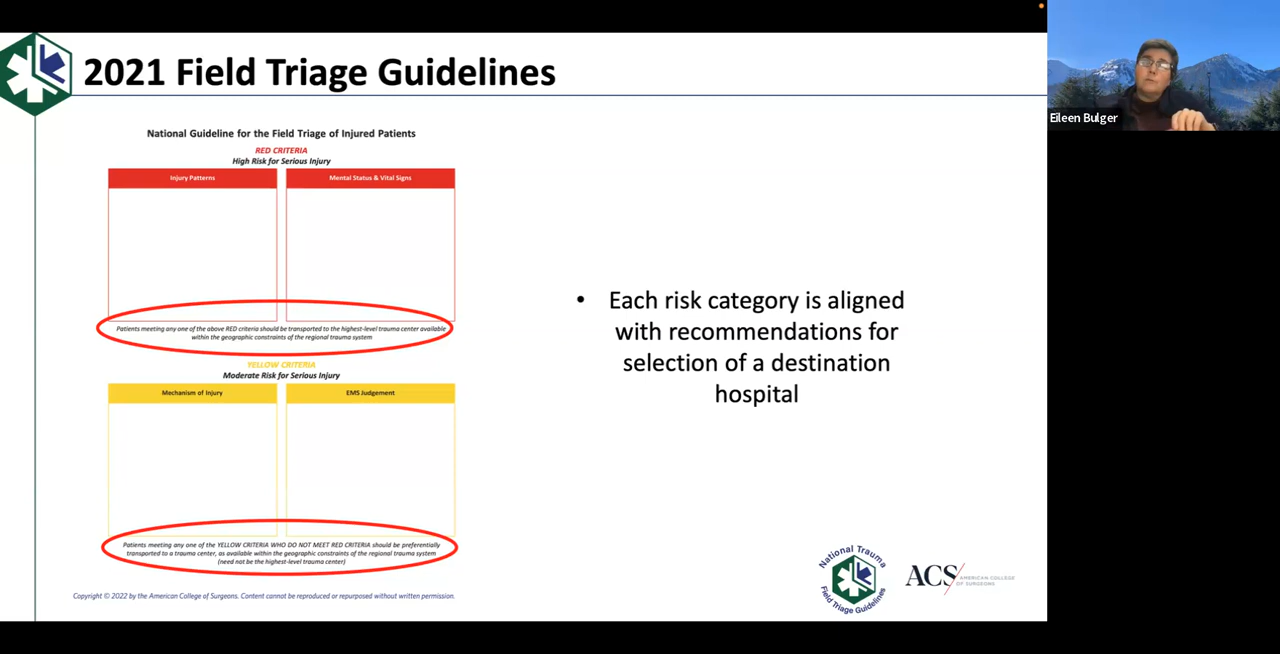 2021 Field Triage Guidelines
Eileen Bulger
National Guideline for the Field Triage of Injured Patients
RED CRITERIA
High Risk for Serious Injury
Injury Patterns
Mental Status & Vital Signs
Patients meeting any one of the above RED criteria should be transported to the highest-level trauma center available
within the geographic constraints of the regional trauma system
YELLOW CRITERIA
Moderate Risk for Serious Injury
Mechanism of Injury
EMS Judgement
Patients meeting any one of the YELLOW CRITERIA WHO DO NOT MEET RED CRITERIA should be preferentially
transported to a trauma center, as available within the geographic constraints of the regional trauma system
(need not be the highest-level trauma center)
• Each risk category is aligned
with recommendations for
selection of a destination
hospital
Copyright © 2022 by the American College of Surgeons. Content cannot be reproduced or repurposed without written permission.
National Trauma
Field Triage Guidelines
ACS
AMERICAN COLLEGE
OF SURGEONS